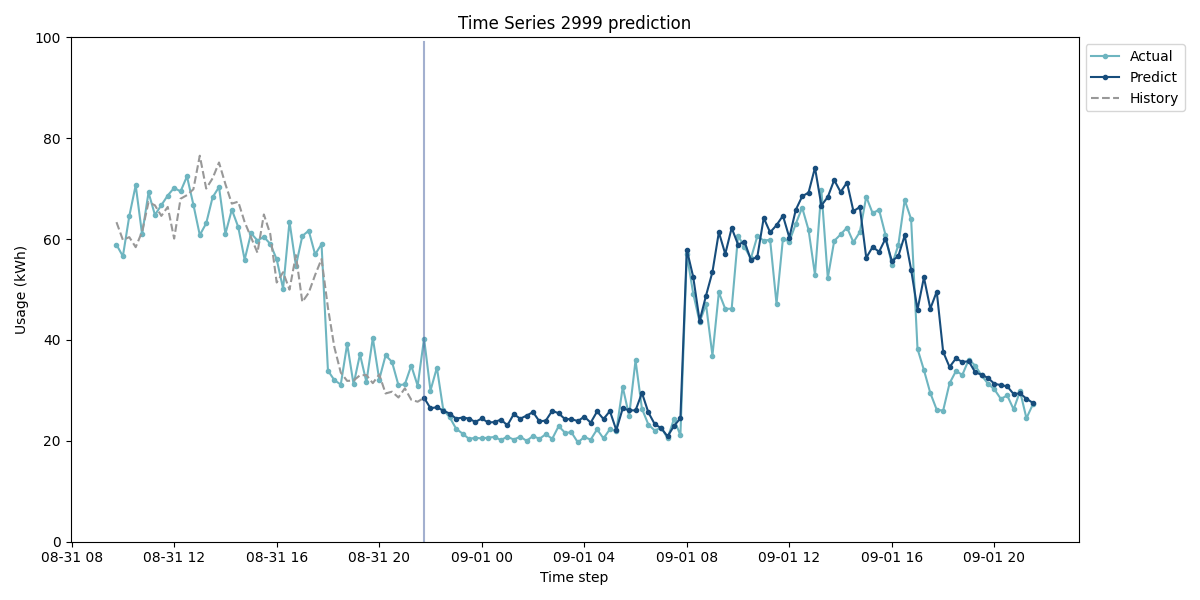 Time Series 2999 prediction
100
80
60
40
20
0
Usage (kWh)
08-31 08
08-31 12
08-31 16
08-31 20
09-01 00
09-01 04
09-01 08
09-01 12
09-01 16
09-01 20
Time step
Actual
Predict
History